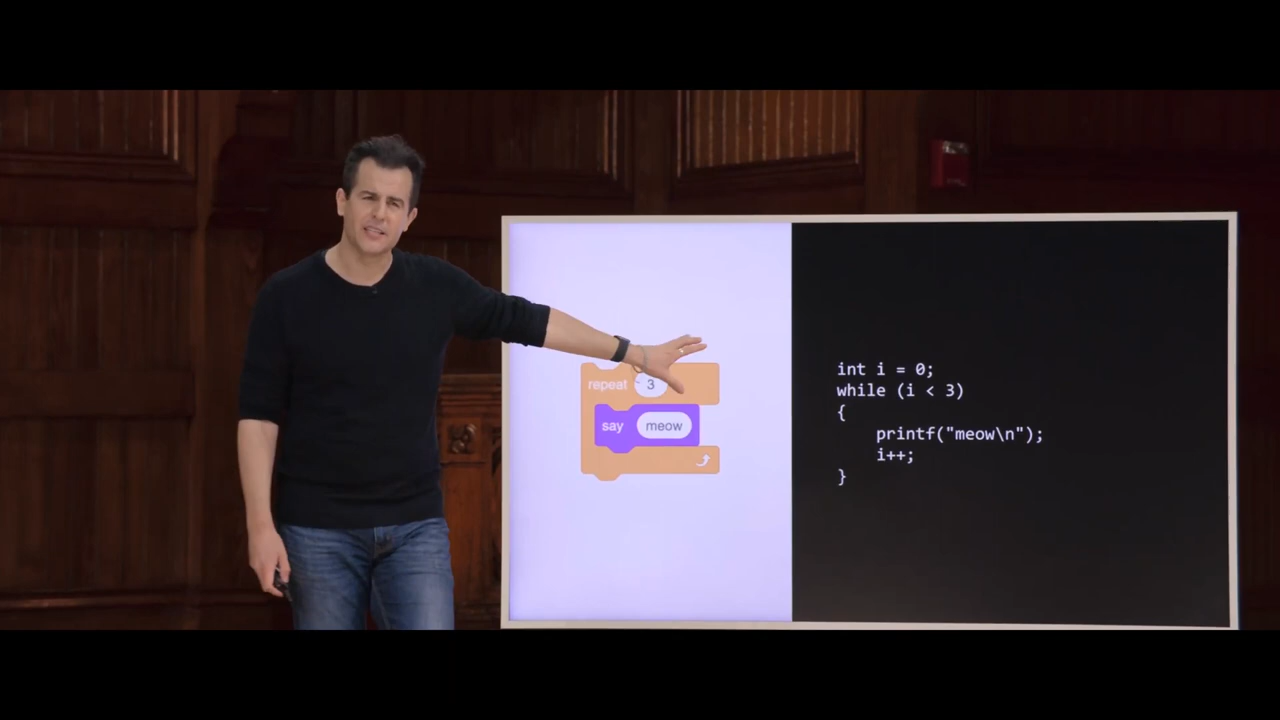 repeat 3
say meow
int i = 0;
while (i < 3)
{
    printf("meow\n");
    i++;
}